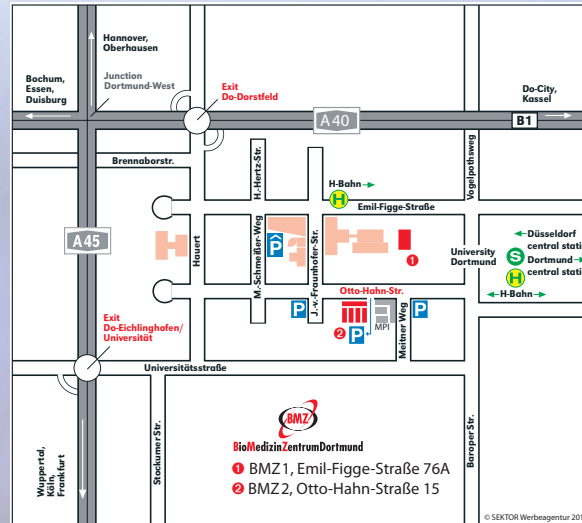 Hannover,
Oberhausen
Bochum,
Essen,
Duisburg
Junction
Dortmund-West
Exit
Do-Dorstfeld
A 40
B1
Do-City,
Kassel
Brennaborstr.
H.-Hertz-Str.
Vogelpothsweg
H-Bahn
H
Emil-Figge-Straße
A 45
Hauert
M.-Schmeißer-Weg
P
J.-v.-Fraunhofer-Str.
1
University
Dortmund
Düsseldorf
central stati
S
Dortmund
central stati
H
H-Bahn
Otto-Hahn-Str.
P
MPI
2
P
Meitner Weg
P
Exit
Do-Eichlinghofen/
Universität
Universitätsstraße
Stockumer Str.
Baroper Str.
Wuppertal,
Köln,
Frankfurt
BMZ
BioMedizinZentrumDortmund
1 BMZ1, Emil-Figge-Straße 76A
2 BMZ2, Otto-Hahn-Straße 15
© SEKTOR Werbeagentur 201